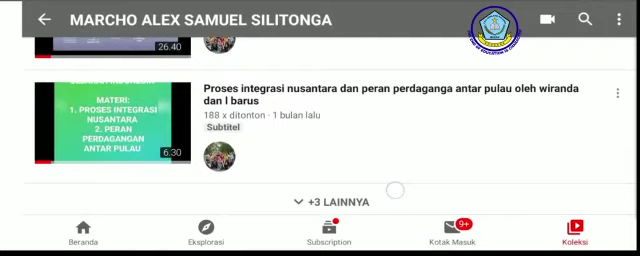 MARCHO ALEX SAMUEL SILITONGA
26.40
MATERI:
1. PROSES INTEGRASI
NUSANTARA
2. PERAN
PERDAGANGAN
ANTAR PULAU
6.30
Proses integrasi nusantara dan peran perdaganga antar pulau oleh wiranda
dan l barus
188 x ditonton · 1 bulan lalu
Subtitel
+3 LAINNYA
9+
Beranda
Eksplorasi
Subscription
Kotak Masuk
Koleksi